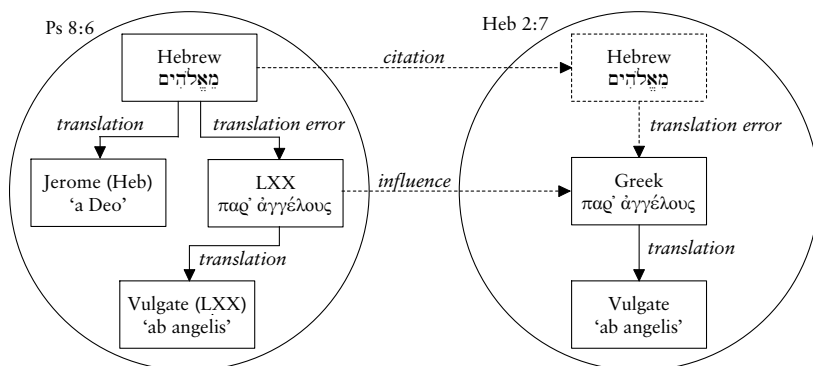 Ps 8:6
Heb 2:7
Hebrew
מֵאֱלֹהִים
citation
Hebrew
מֵאֱלֹהִים
translation
translation error
translation error
Jerome (Heb)
‘a Deo’
LXX
παρ’ ἀγγέλους
influence
Greek
παρ’ ἀγγέλους
translation
translation
Vulgate (LXX)
‘ab angelis’
Vulgate
‘ab angelis’